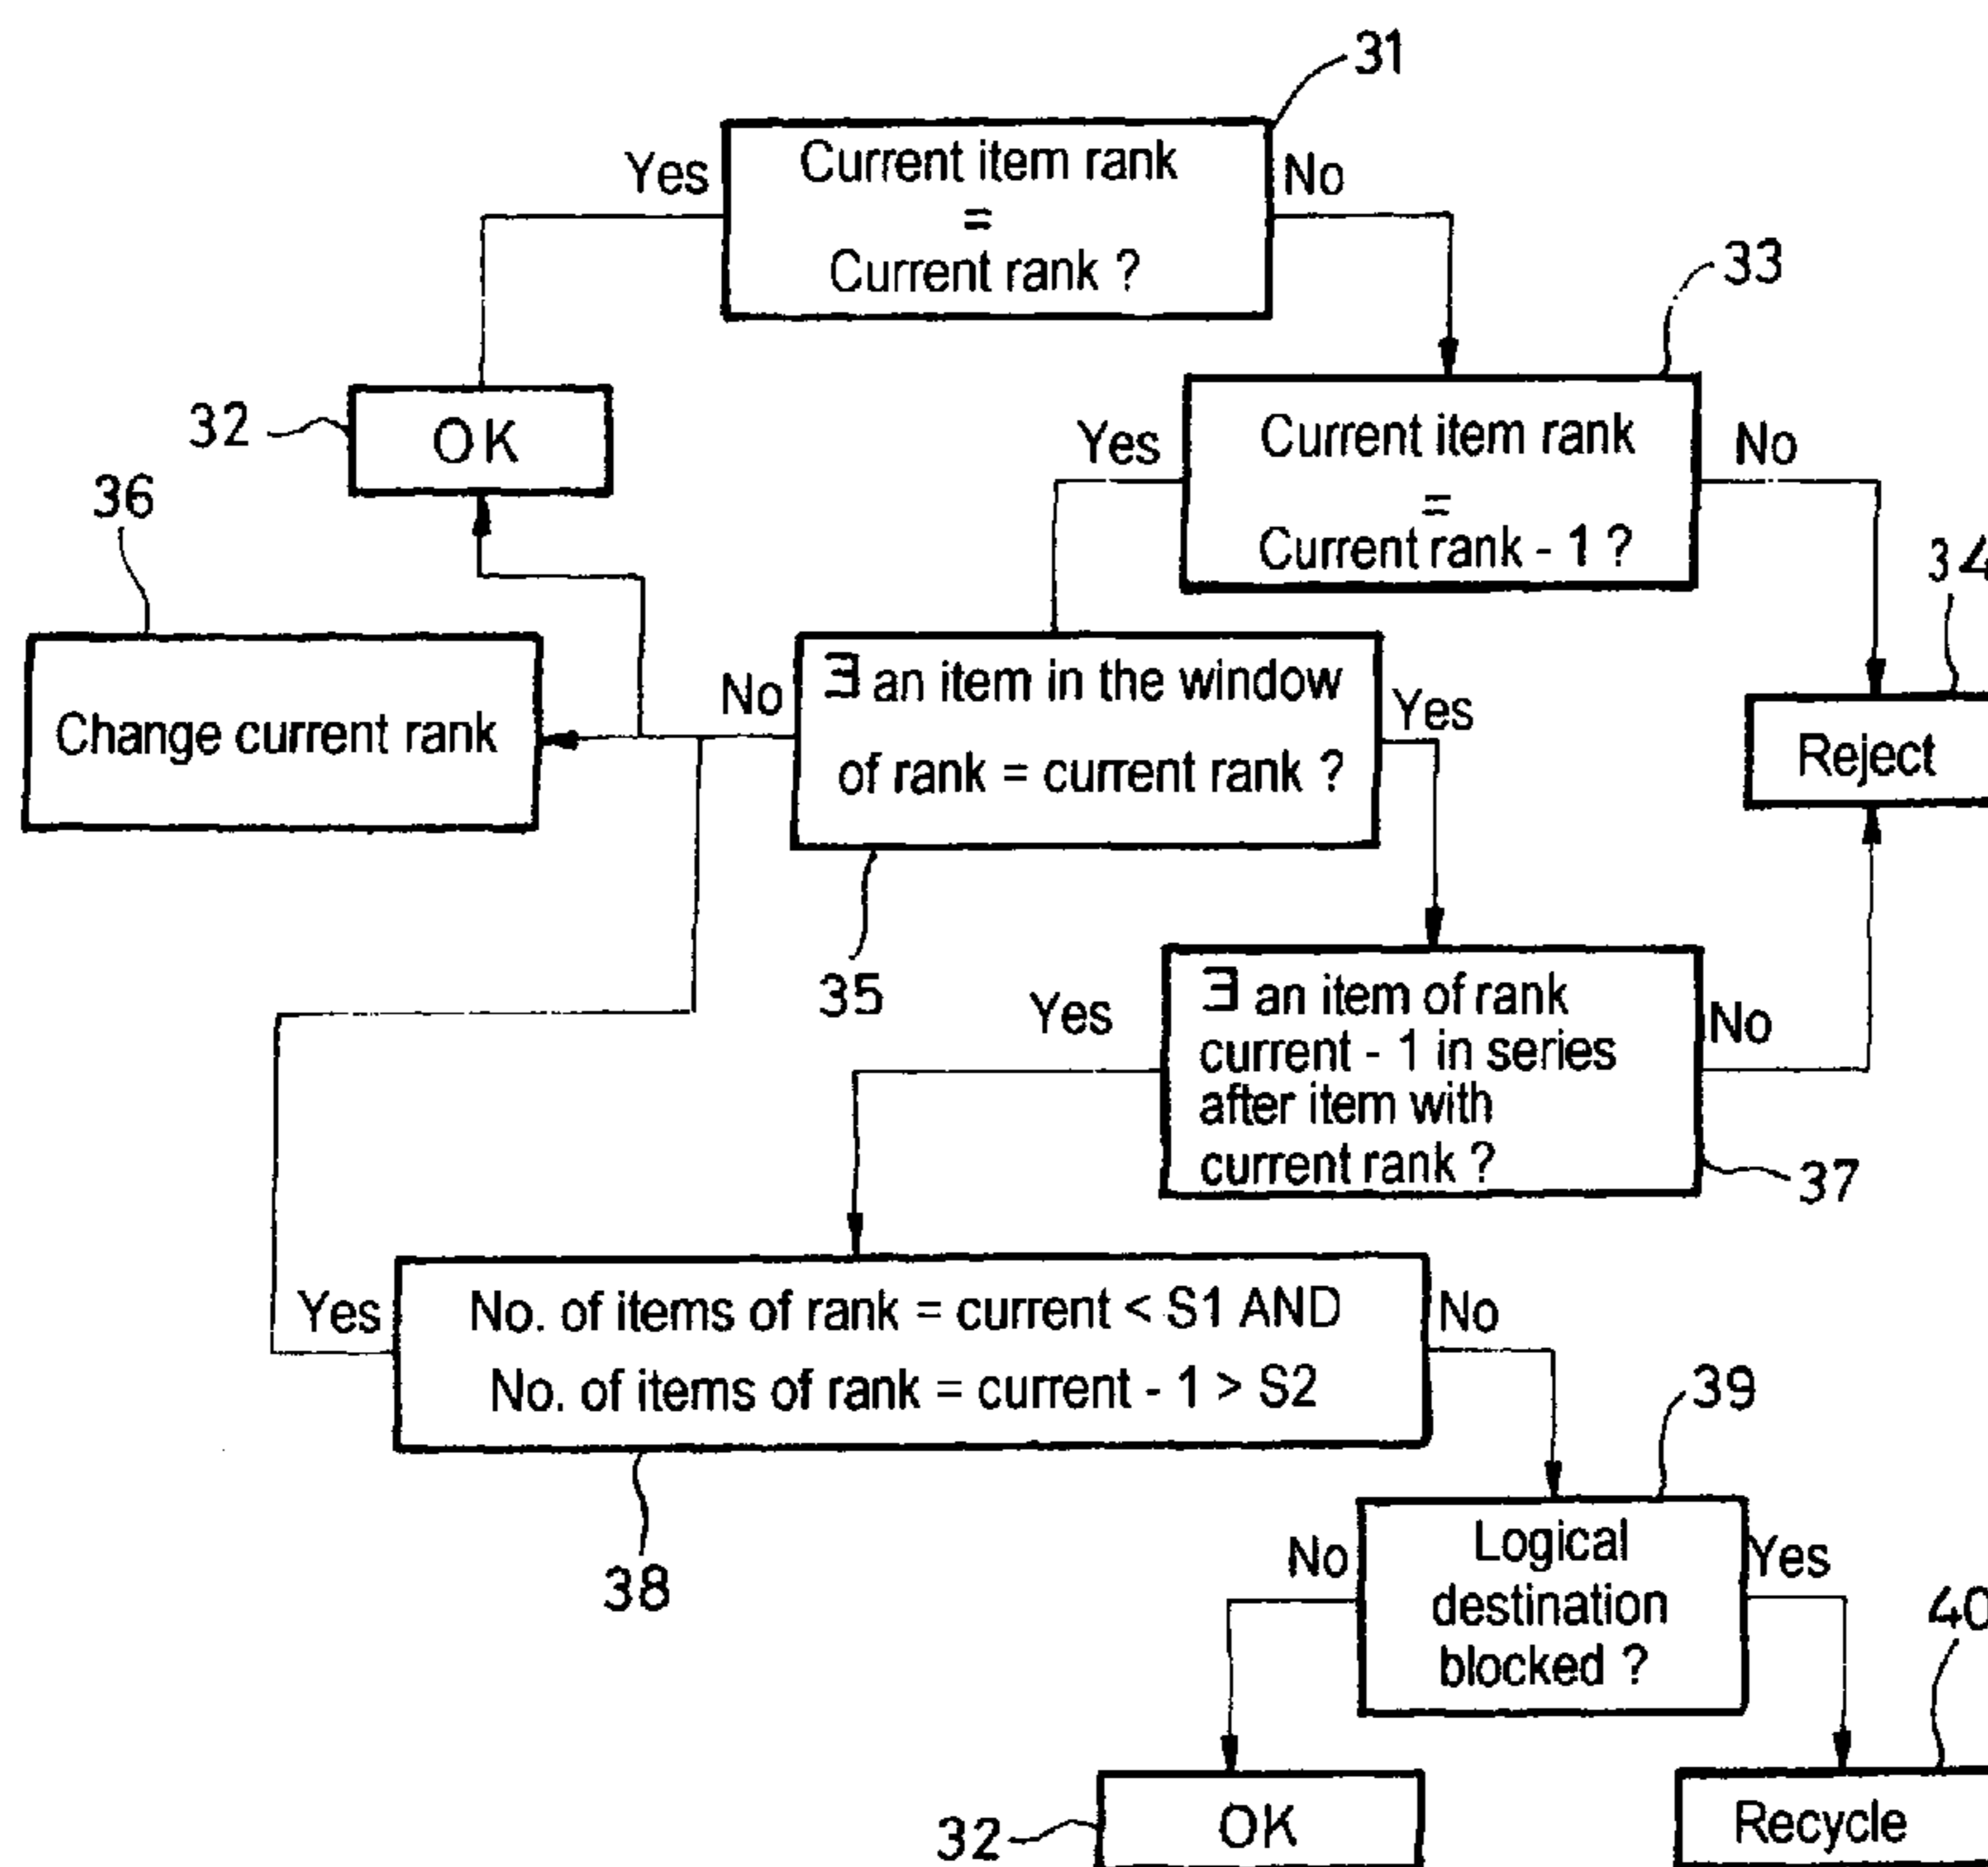 31
Yes
Current item rank
=
Current rank ?
No
33
32
OK
Yes
Current item rank
=
Current rank - 1 ?
No
34
36
Change current rank
No
∃ an item in the window
of rank = current rank ?
Yes
Reject
35
Yes
∃ an item of rank
current - 1 in series
after item with
current rank ?
No
37
Yes
No. of items of rank = current < S1 AND
No. of items of rank = current - 1 > S2
No
38
39
No
Logical
destination
blocked ?
Yes
40
32
OK
Recycle